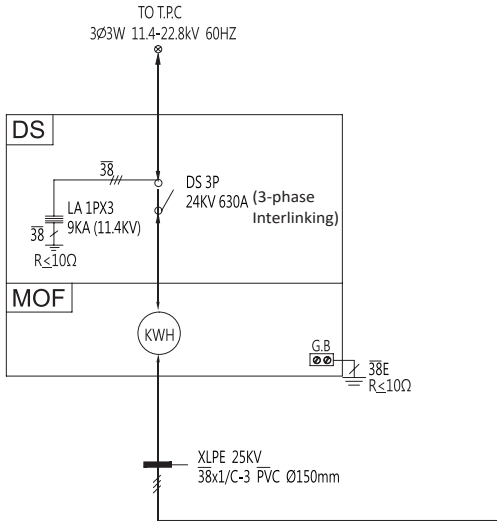 TO T.P.C
3Ø3W 11.4-22.8kV 60HZ
DS
38
DS 3P
24KV 630A (3-phase
Interlinking)
LA 1PX3
9KA (11.4KV)
38
R≤10Ω
MOF
KWH
G.B
38E
R≤10Ω
XLPE 25KV
38x1/C-3 PVC Ø150mm